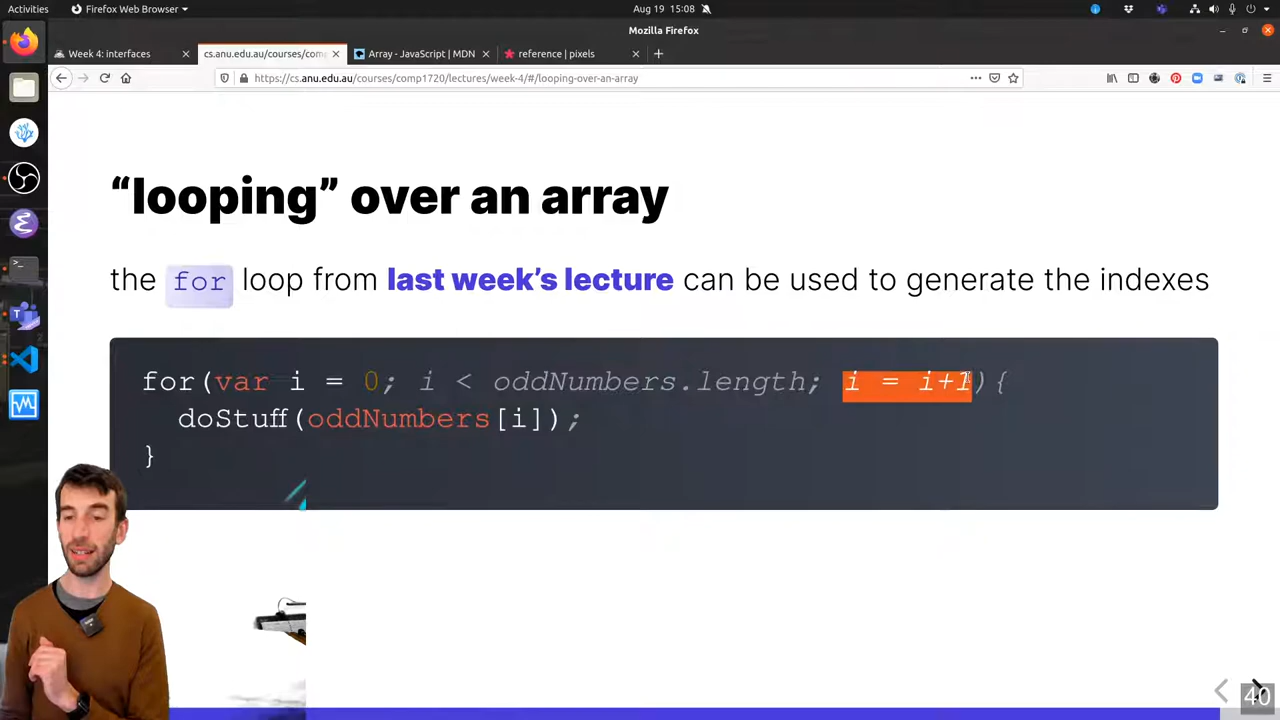 Activities Firefox Web Browser Aug 19 15:08
Mozilla Firefox
Week 4: interfaces × cs.anu.edu.au/courses/com × Array - JavaScript | MDN × reference | pixels × +
https://cs.anu.edu.au/courses/comp1720/lectures/week-4/#/looping-over-an-array
“looping” over an array
the for loop from last week’s lecture can be used to generate the indexes
for(var i = 0; i < oddNumbers.length; i = i+1){
doStuff(oddNumbers[i]);
}
40